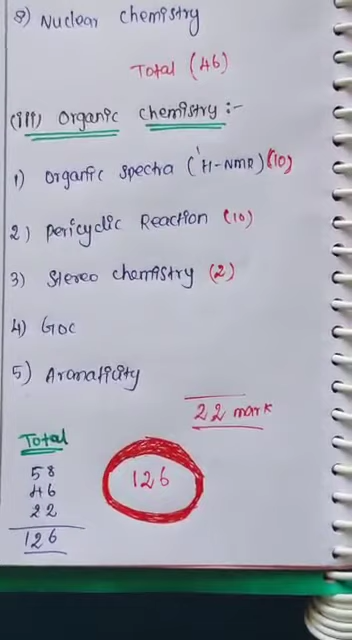 8) Nuclear chemistry
Total (46)
(iii) Organic chemistry :-
1) Organic spectra (¹H-NMR) (10)
2) Pericyclic Reaction (10)
3) Stereo chemistry (2)
4) GOC
5) Aromaticity
22 mark
Total
58
46
22
126
126